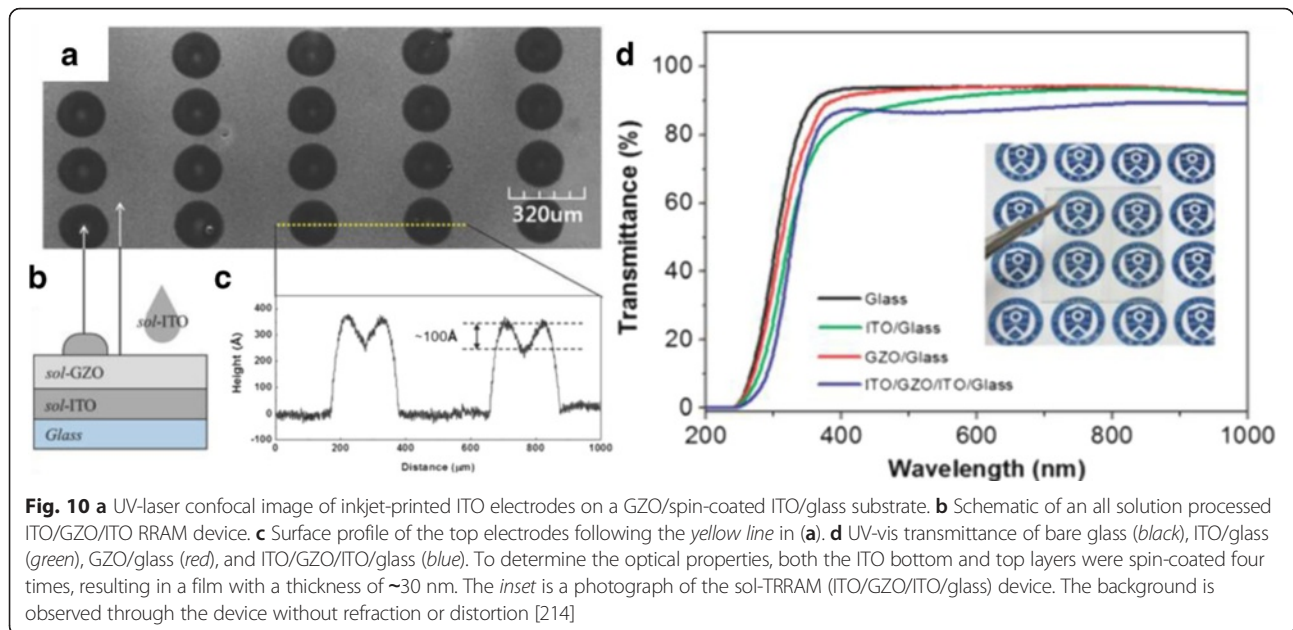 a
320um
b
sol-ITO
sol-GZO
sol-ITO
Glass
c
Height (Å)
400
300
200
100
0
-100
~100Å
0 200 400 600 800 1000
Distance (µm)
d
Transmittance (%)
100
80
60
40
20
0
Glass
ITO/Glass
GZO/Glass
ITO/GZO/ITO/Glass
200 400 600 800 1000
Wavelength (nm)
Fig. 10 a UV-laser confocal image of inkjet-printed ITO electrodes on a GZO/spin-coated ITO/glass substrate. b Schematic of an all solution processed
ITO/GZO/ITO RRAM device. c Surface profile of the top electrodes following the yellow line in (a). d UV-vis transmittance of bare glass (black), ITO/glass
(green), GZO/glass (red), and ITO/GZO/ITO/glass (blue). To determine the optical properties, both the ITO bottom and top layers were spin-coated four
times, resulting in a film with a thickness of ~30 nm. The inset is a photograph of the sol-TRRAM (ITO/GZO/ITO/glass) device. The background is
observed through the device without refraction or distortion [214]